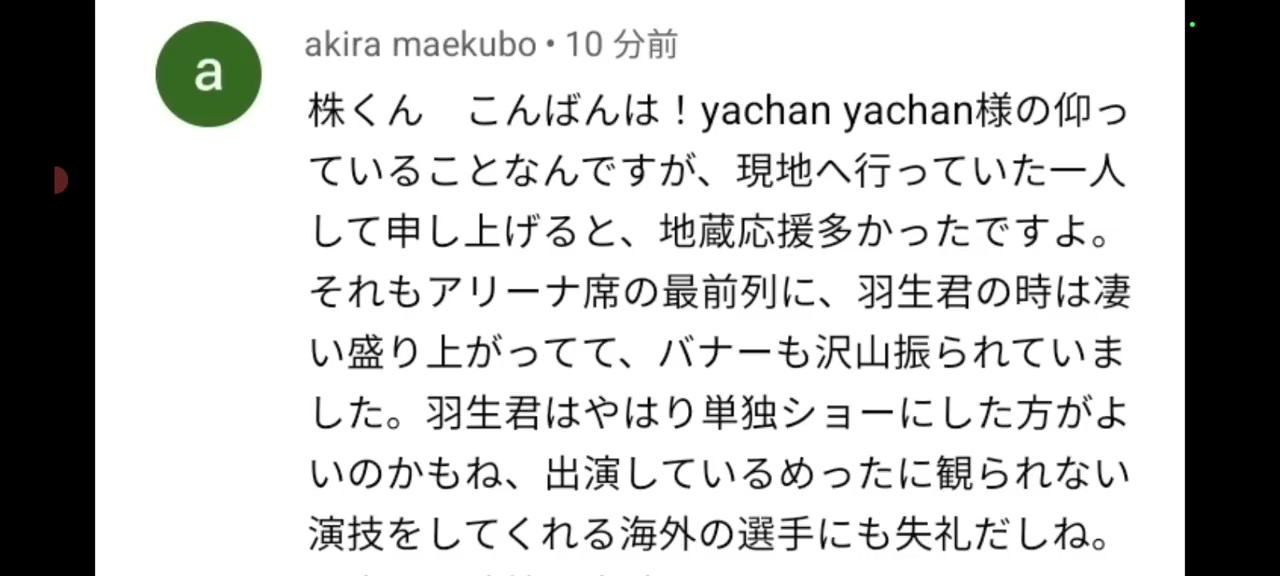 a
akira maekubo • 10 分前
株くん　こんばんは！yachan yachan様の仰っ
ていることなんですが、現地へ行っていた一人
して申し上げると、地蔵応援多かったですよ。
それもアリーナ席の最前列に、羽生君の時は凄
い盛り上がってて、バナーも沢山振られていま
した。羽生君はやはり単独ショーにした方がよ
いのかもね、出演しているめったに観られない
演技をしてくれる海外の選手にも失礼だしね。